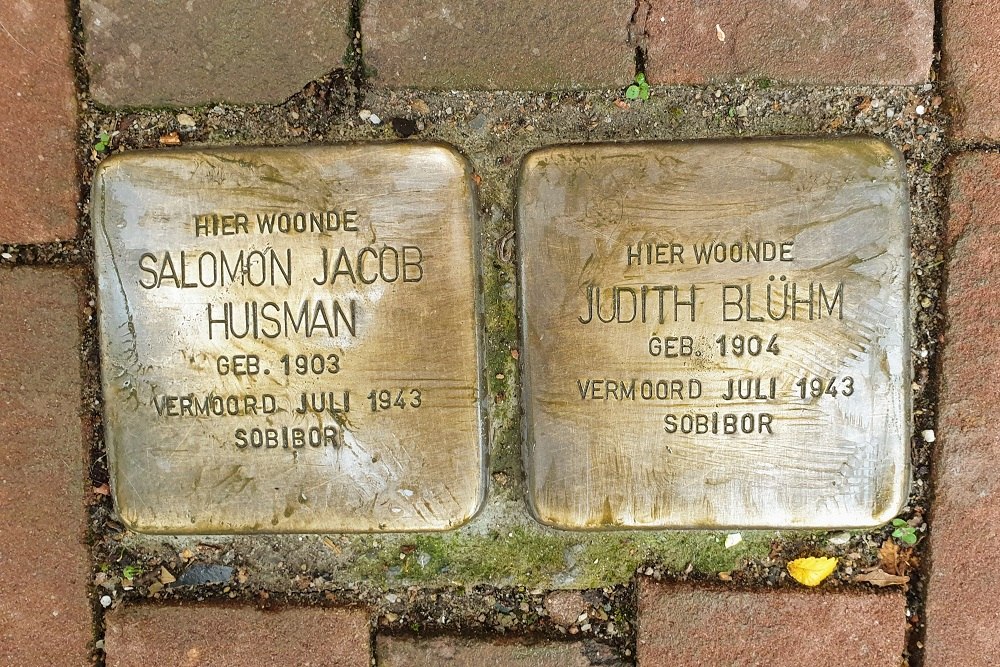 HIER WOONDE
SALOMON JACOB
HUISMAN
GEB. 1903
VERMOORD JULI 1943
SOBIBOR
HIER WOONDE
JUDITH BLÜHM
GEB. 1904
VERMOORD JULI 1943
SOBIBOR